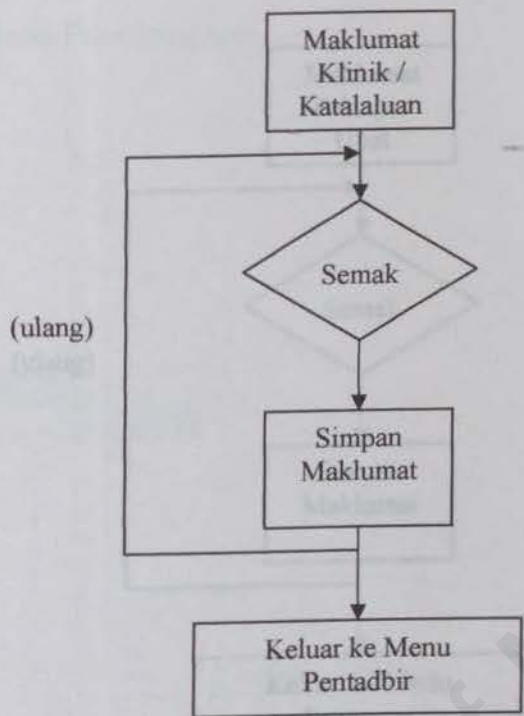 Maklumat
Klinik /
Katalaluan
Semak
(ulang)
Simpan
Maklumat
Keluar ke Menu
Pentadbir